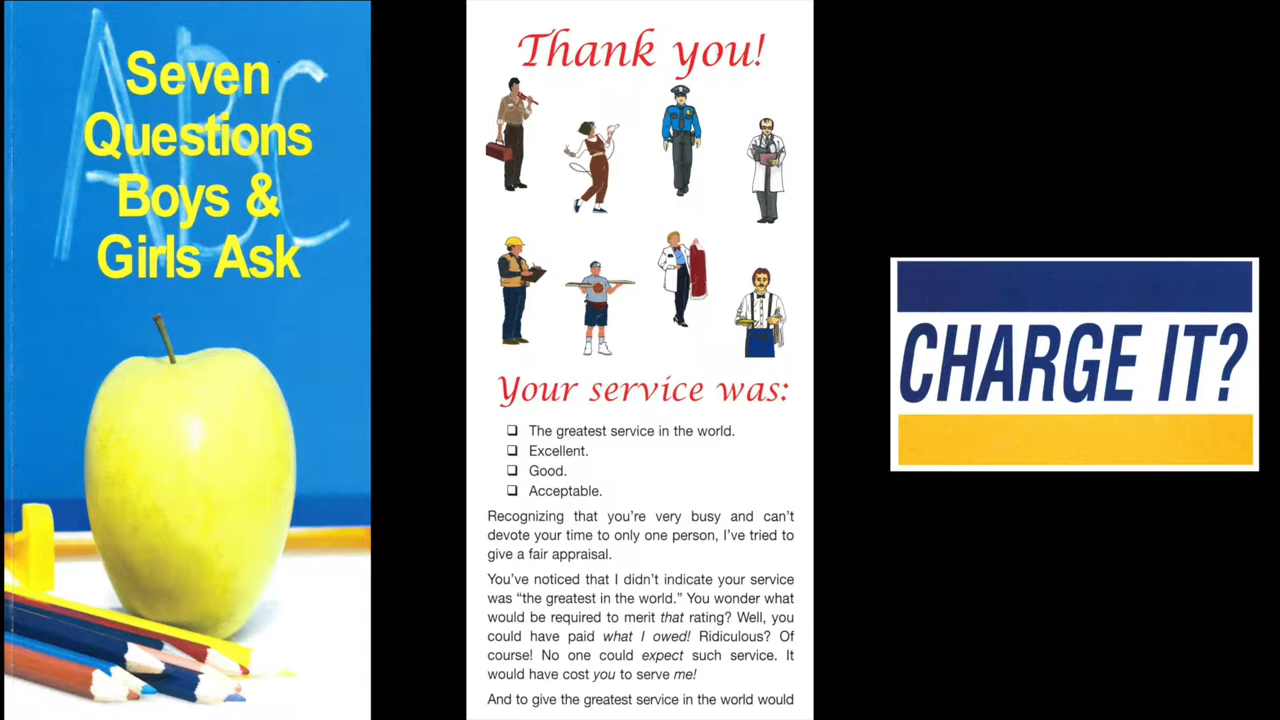 ABC
Seven
Questions
Boys &
Girls Ask
Thank you!
Your service was:
❑ The greatest service in the world.
❑ Excellent.
❑ Good.
❑ Acceptable.
Recognizing that you're very busy and can't
devote your time to only one person, I've tried to
give a fair appraisal.
You've noticed that I didn't indicate your service
was “the greatest in the world.” You wonder what
would be required to merit that rating? Well, you
could have paid what I owed! Ridiculous? Of
course! No one could expect such service. It
would have cost you to serve me!
And to give the greatest service in the world would
CHARGE IT?